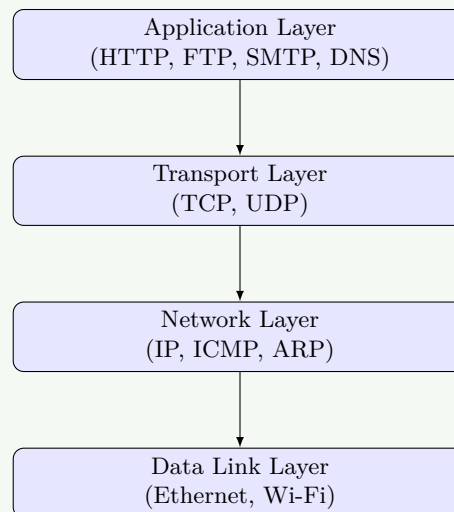 Application Layer
(HTTP, FTP, SMTP, DNS)
Transport Layer
(TCP, UDP)
Network Layer
(IP, ICMP, ARP)
Data Link Layer
(Ethernet, Wi-Fi)